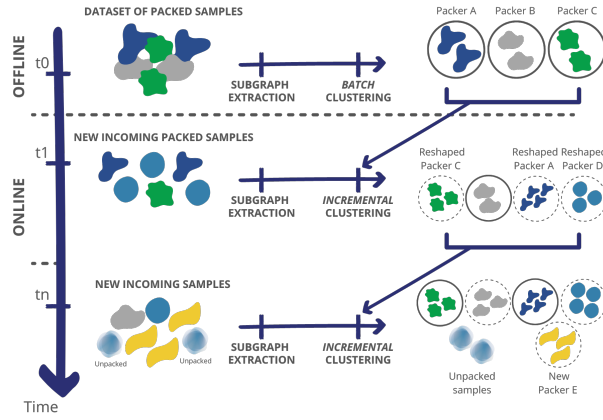 DATASET OF PACKED SAMPLES
Packer A
Packer B
Packer C
OFFLINE
t0
SUBGRAPH
EXTRACTION
BATCH
CLUSTERING
NEW INCOMING PACKED SAMPLES
t1
ONLINE
SUBGRAPH
EXTRACTION
INCREMENTAL
CLUSTERING
Reshaped
Packer C
Reshaped
Packer A
Reshaped
Packer D
tn
NEW INCOMING SAMPLES
Unpacked
Unpacked
SUBGRAPH
EXTRACTION
INCREMENTAL
CLUSTERING
Unpacked
samples
New
Packer E
Time